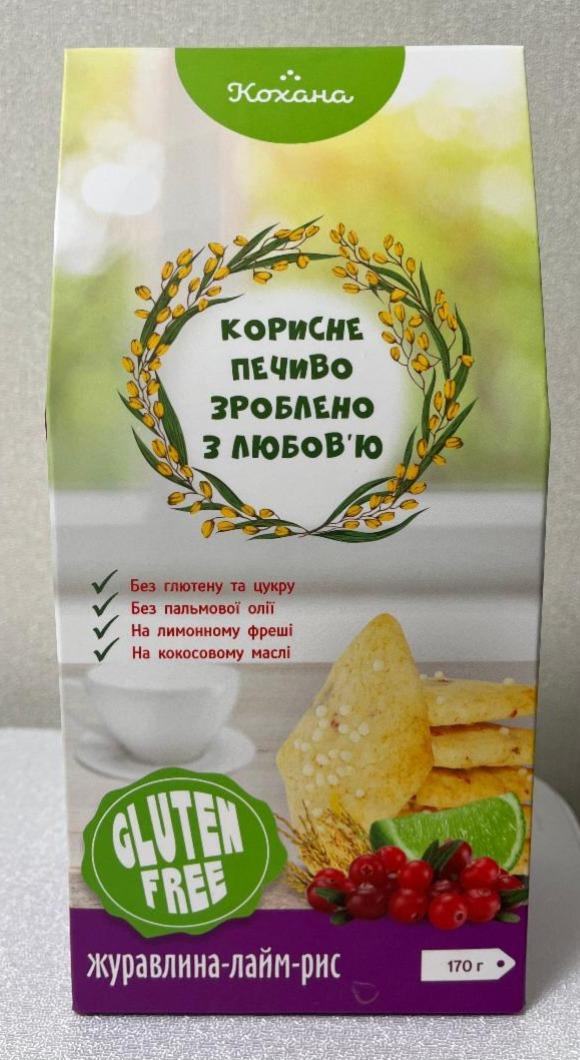 Кохана
КОРИСНЕ
ПЕЧИВО
ЗРОБЛЕНО
З ЛЮБОВ'Ю
Без глютену та цукру
Без пальмової олії
На лимонному фреші
На кокосовому маслі
GLUTEN
FREE
журавлина-лайм-рис
170 г